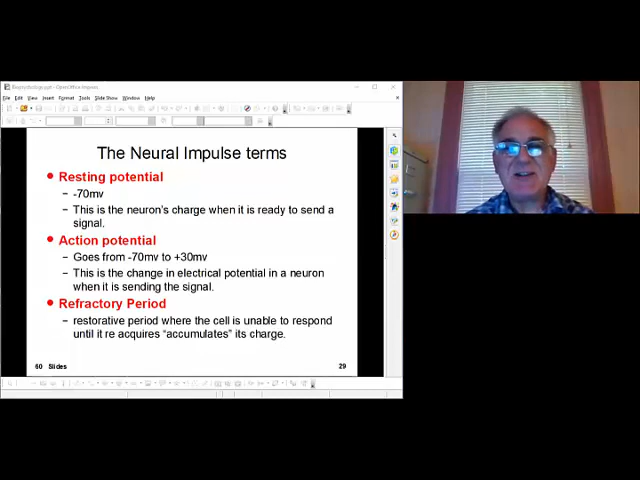 Biopsychology.ppt - OpenOffice Impress
File Edit View Insert Format Tools Slide Show Window Help
The Neural Impulse terms
• Resting potential
– -70mv
– This is the neuron's charge when it is ready to send a
signal.
• Action potential
– Goes from -70mv to +30mv
– This is the change in electrical potential in a neuron
when it is sending the signal.
• Refractory Period
– restorative period where the cell is unable to respond
until it re acquires “accumulates” its charge.
60 Slides
29